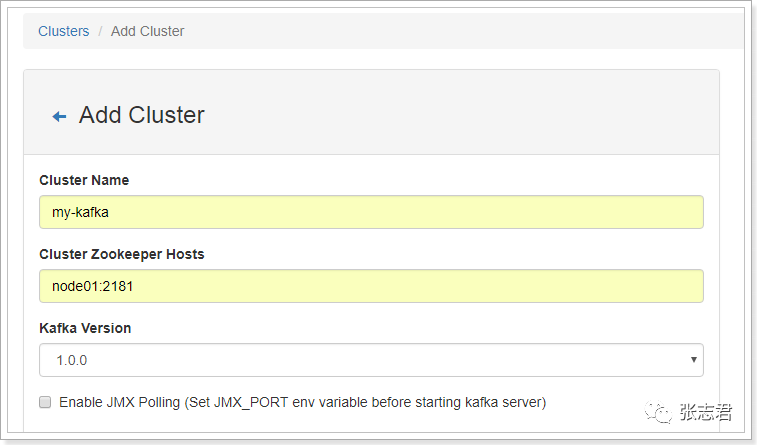 Clusters / Add Cluster
Add Cluster
Cluster Name
my-kafka
Cluster Zookeeper Hosts
node01:2181
Kafka Version
1.0.0
Enable JMX Polling (Set JMX_PORT env variable before starting kafka server)
张志君